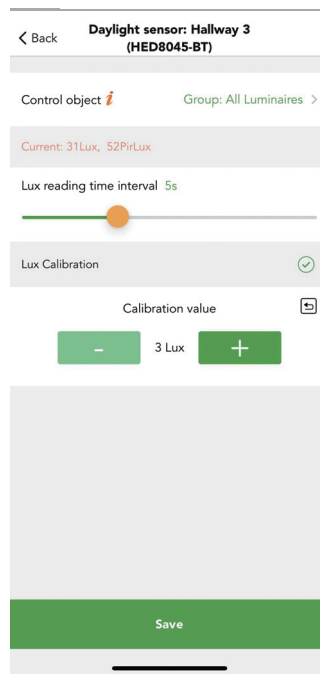 Back
Daylight sensor: Hallway 3
(HED8045-BT)
Control object i
Group: All Luminaires
Current: 31Lux, 52PirLux
Lux reading time interval 5s
Lux Calibration
Calibration value
- 3 Lux +
Save